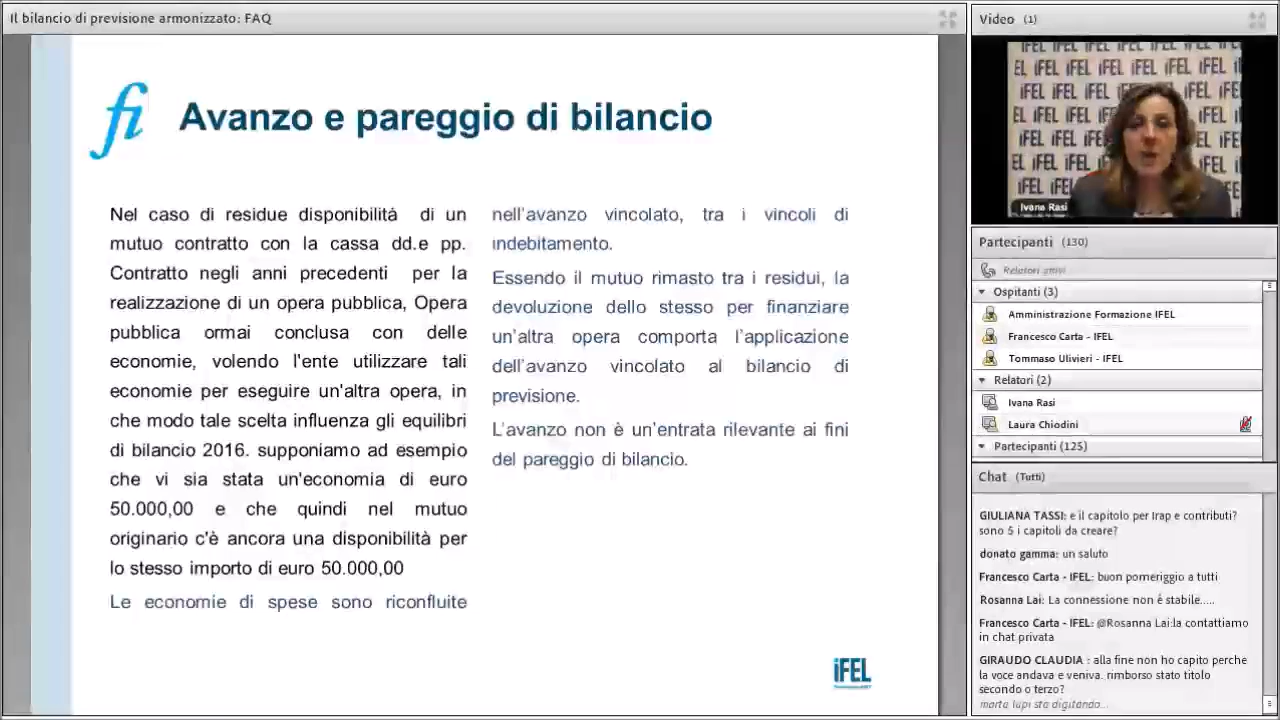 Il bilancio di previsione armonizzato: FAQ
fi
Avanzo e pareggio di bilancio
Nel caso di residue disponibilità di un
mutuo contratto con la cassa dd.e pp.
Contratto negli anni precedenti per la
realizzazione di un opera pubblica, Opera
pubblica ormai conclusa con delle
economie, volendo l'ente utilizzare tali
economie per eseguire un'altra opera, in
che modo tale scelta influenza gli equilibri
di bilancio 2016. supponiamo ad esempio
che vi sia stata un'economia di euro
50.000,00 e che quindi nel mutuo
originario c'è ancora una disponibilità per
lo stesso importo di euro 50.000,00
Le economie di spese sono riconfluite
nell'avanzo vincolato, tra i vincoli di
indebitamento.
Essendo il mutuo rimasto tra i residui, la
devoluzione dello stesso per finanziare
un'altra opera comporta l'applicazione
dell'avanzo vincolato al bilancio di
previsione.
L'avanzo non è un'entrata rilevante ai fini
del pareggio di bilancio.
iFEL
Video (1)
iFEL iFEL iFEL iFEL
Ivana Rasi
Partecipanti (130)
Relatori attivi
Ospitanti (3)
Amministrazione Formazione IFEL
Francesco Carta - IFEL
Tommaso Ulivieri - IFEL
Relatori (2)
Ivana Rasi
Laura Chiodini
Partecipanti (125)
Chat (Tutti)
GIULIANA TASSI: e il capitolo per Irap e contributi?
sono 5 i capitoli da creare?
donato gamma: un saluto
Francesco Carta - IFEL: buon pomeriggio a tutti
Rosanna Lai: La connessione non é stabile.....
Francesco Carta - IFEL: @Rosanna Lai:la contattiamo
in chat privata
GIRAUDO CLAUDIA : alla fine non ho capito perche
la voce andava e veniva. rimborso stato titolo
secondo o terzo?
marta lupi sta digitando...